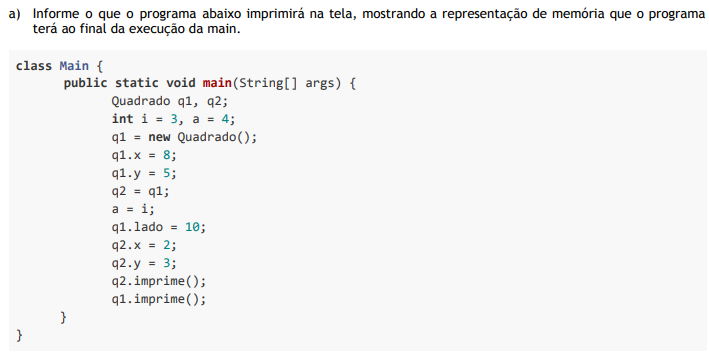 a) Informe o que o programa abaixo imprimirá na tela, mostrando a representação de memória que o programa
terá ao final da execução da main.
class Main {
public static void main(String[] args) {
Quadrado q1, q2;
int i = 3, a = 4;
q1 = new Quadrado();
q1.x = 8;
q1.y = 5;
q2 = q1;
a = i;
q1.lado = 10;
q2.x = 2;
q2.y = 3;
q2.imprime();
q1.imprime();
}
}